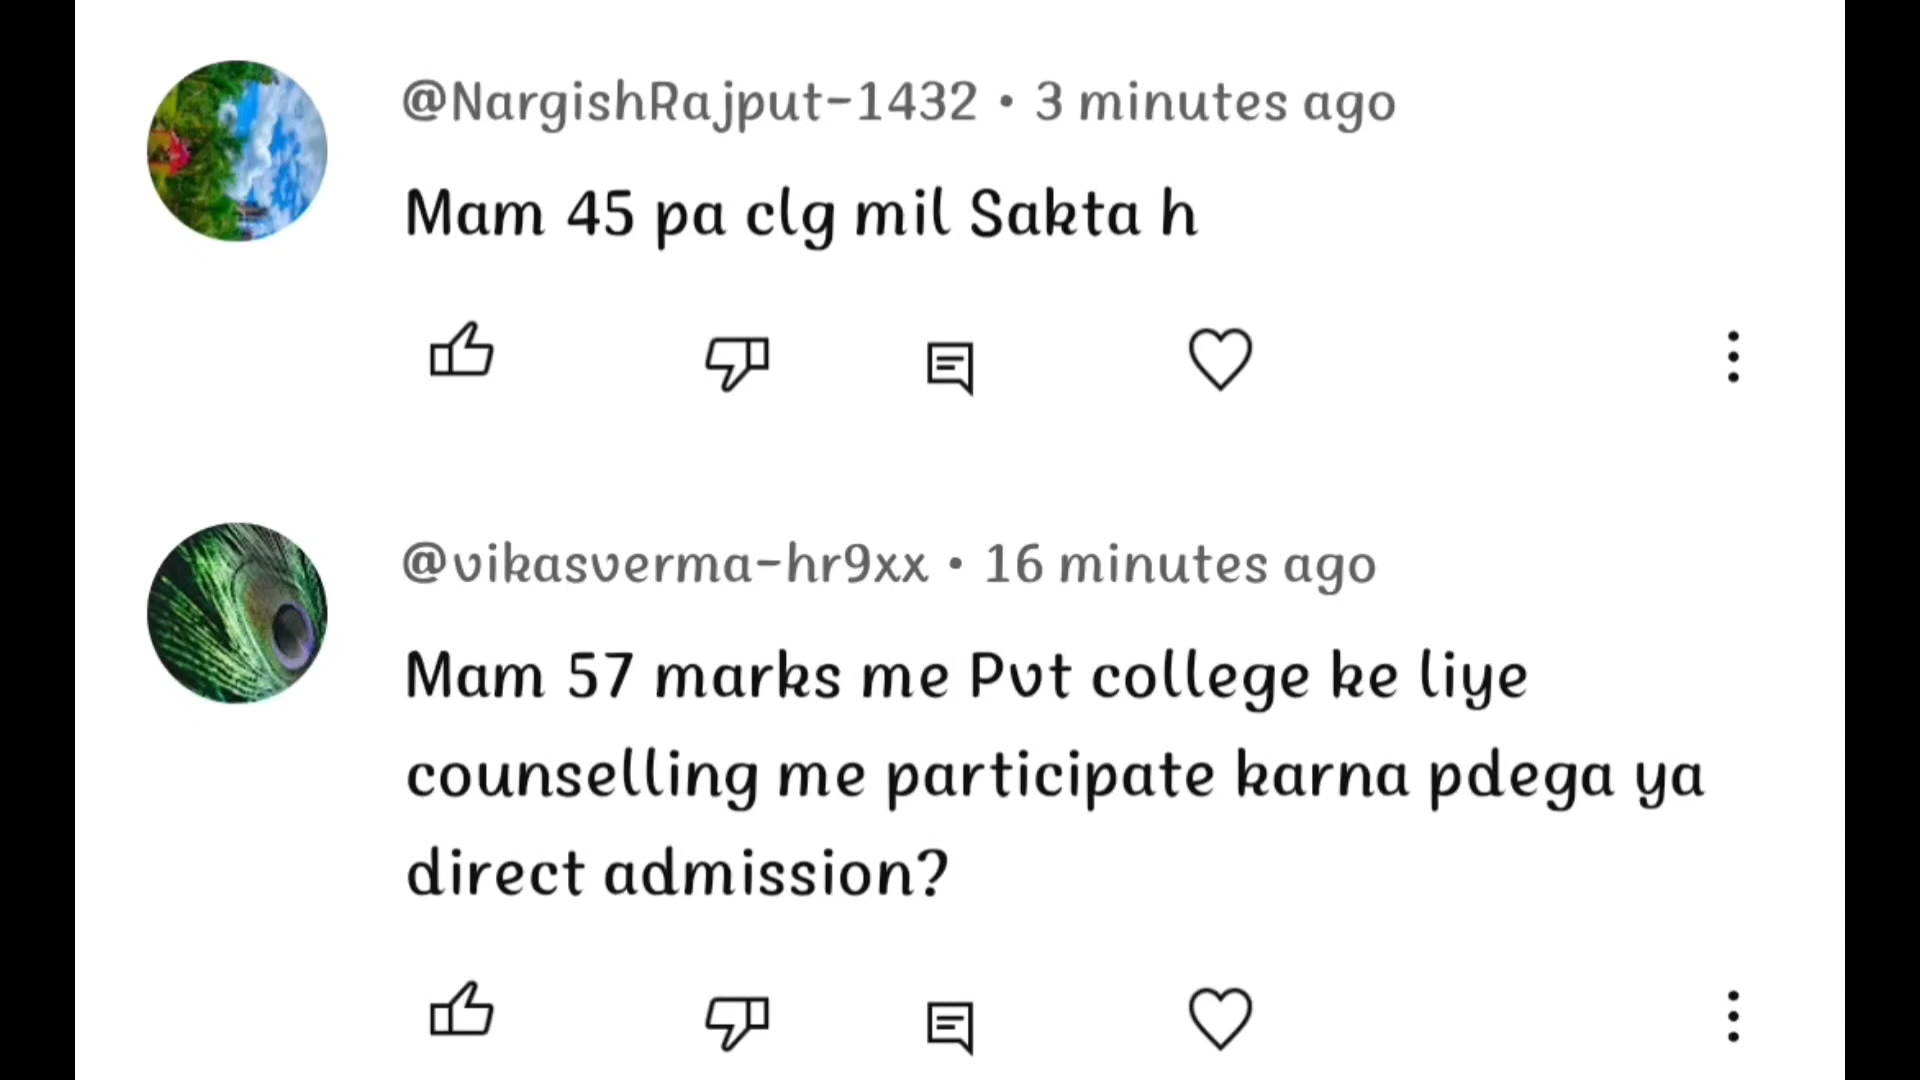 @NargishRajput-1432 • 3 minutes ago
Mam 45 pa clg mil Sakta h
@vikasverma-hr9xx • 16 minutes ago
Mam 57 marks me Pvt college ke liye
counselling me participate karna pdega ya
direct admission?